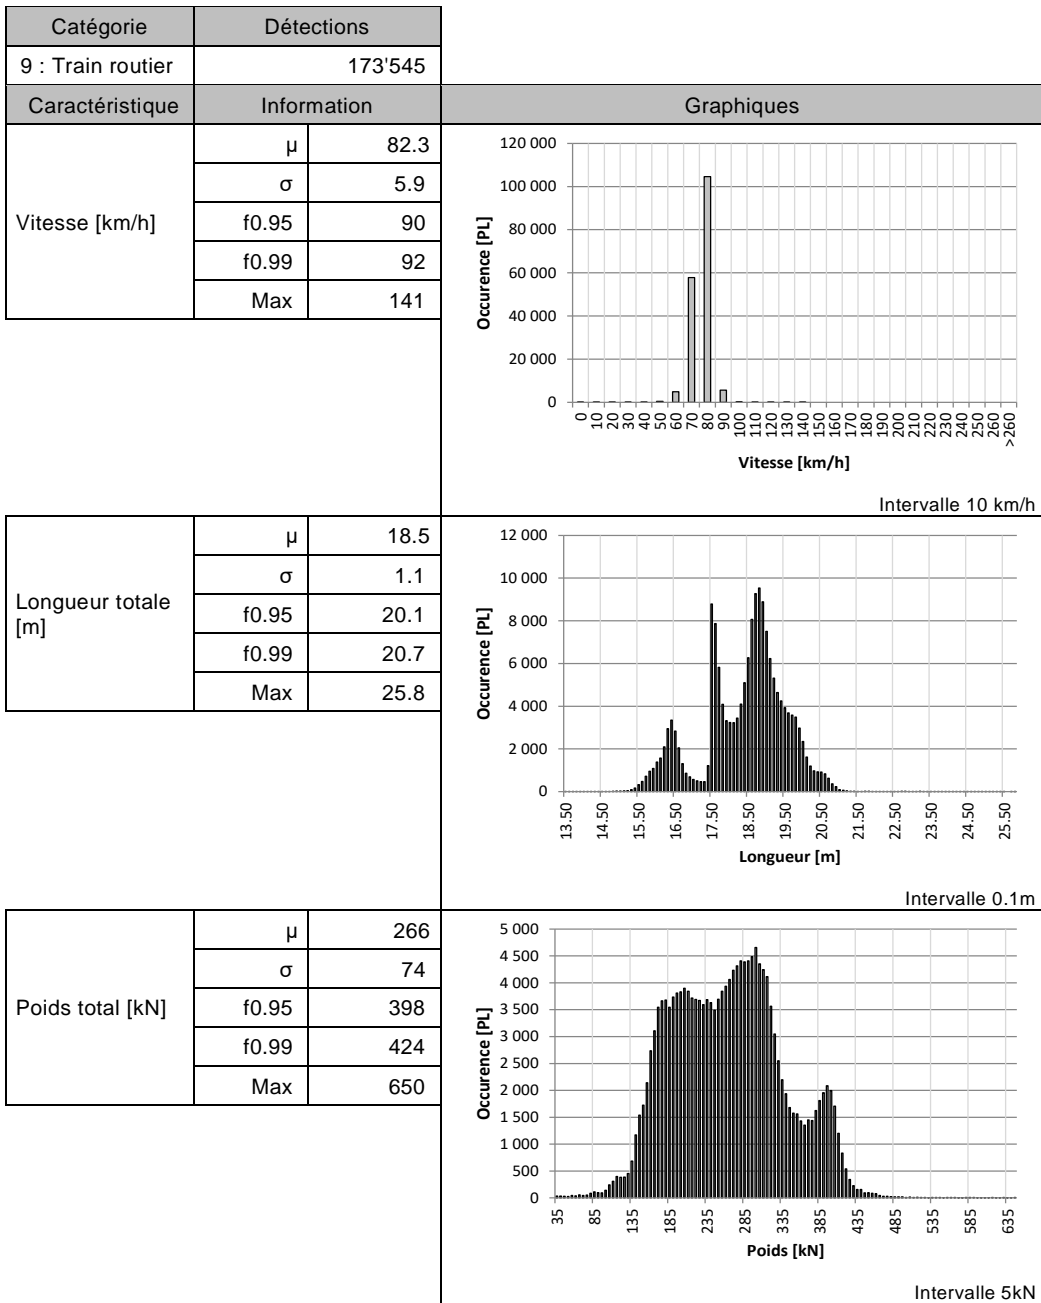 Catégorie Détections
9 : Train routier 173'545
Caractéristique Information Graphiques
Vitesse [km/h]
µ 82.3
σ 5.9
f0.95 90
f0.99 92
Max 141
120 000
100 000
80 000
60 000
40 000
20 000
0
Occurence [PL]
0 10 20 30 40 50 60 70 80 90 100 110 120 130 140 150 160 170 180 190 200 210 220 230 240 250 260 >260
Vitesse [km/h]
Intervalle 10 km/h
Longueur totale
[m]
µ 18.5
σ 1.1
f0.95 20.1
f0.99 20.7
Max 25.8
12 000
10 000
8 000
6 000
4 000
2 000
0
Occurence [PL]
13.50 14.50 15.50 16.50 17.50 18.50 19.50 20.50 21.50 22.50 23.50 24.50 25.50
Longueur [m]
Intervalle 0.1m
Poids total [kN]
µ 266
σ 74
f0.95 398
f0.99 424
Max 650
5 000
4 500
4 000
3 500
3 000
2 500
2 000
1 500
1 000
500
0
Occurence [PL]
35 85 135 185 235 285 335 385 435 485 535 585 635
Poids [kN]
Intervalle 5kN